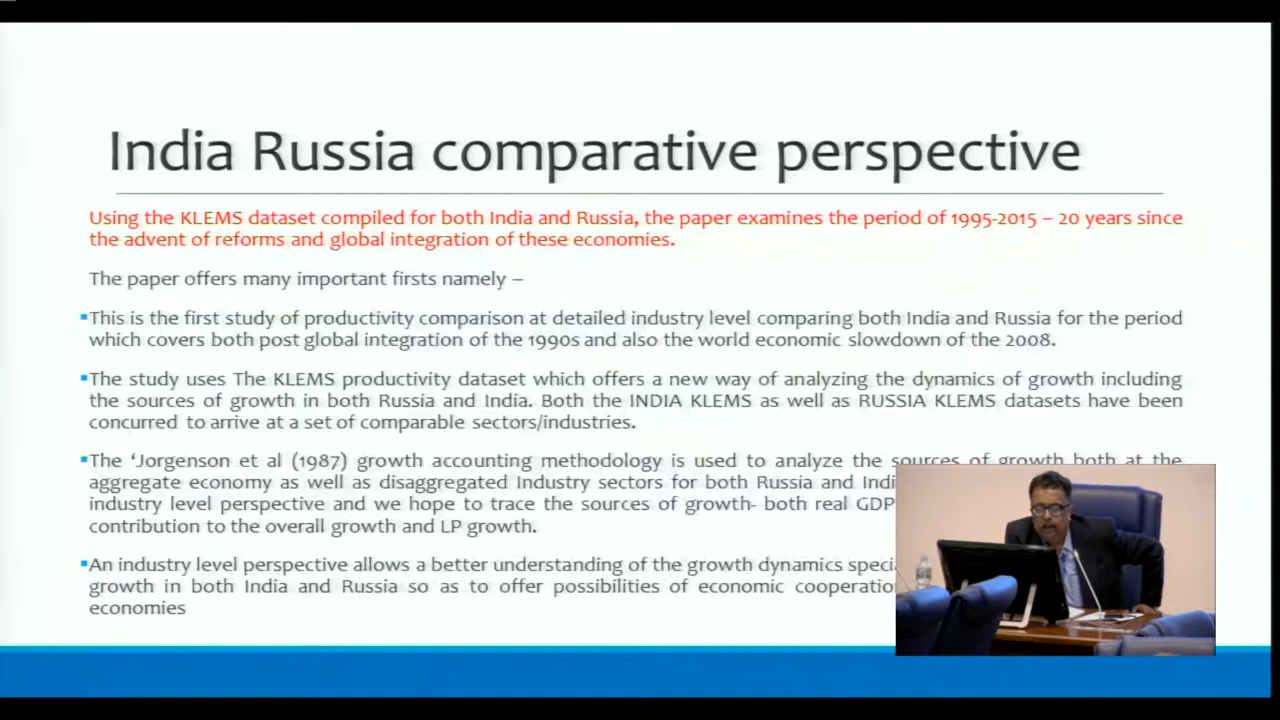 India Russia comparative perspective
Using the KLEMS dataset compiled for both India and Russia, the paper examines the period of 1995-2015 – 20 years since
the advent of reforms and global integration of these economies.
The paper offers many important firsts namely –
▪This is the first study of productivity comparison at detailed industry level comparing both India and Russia for the period
which covers both post global integration of the 1990s and also the world economic slowdown of the 2008.
▪The study uses The KLEMS productivity dataset which offers a new way of analyzing the dynamics of growth including
the sources of growth in both Russia and India. Both the INDIA KLEMS as well as RUSSIA KLEMS datasets have been
concurred to arrive at a set of comparable sectors/industries.
▪The ‘Jorgenson et al (1987) growth accounting methodology is used to analyze the sources of growth both at the
aggregate economy as well as disaggregated Industry sectors for both Russia and
industry level perspective and we hope to trace the sources of growth- both real GDP
contribution to the overall growth and LP growth.
▪An industry level perspective allows a better understanding of the growth dynamics
growth in both India and Russia so as to offer possibilities of economic
economies